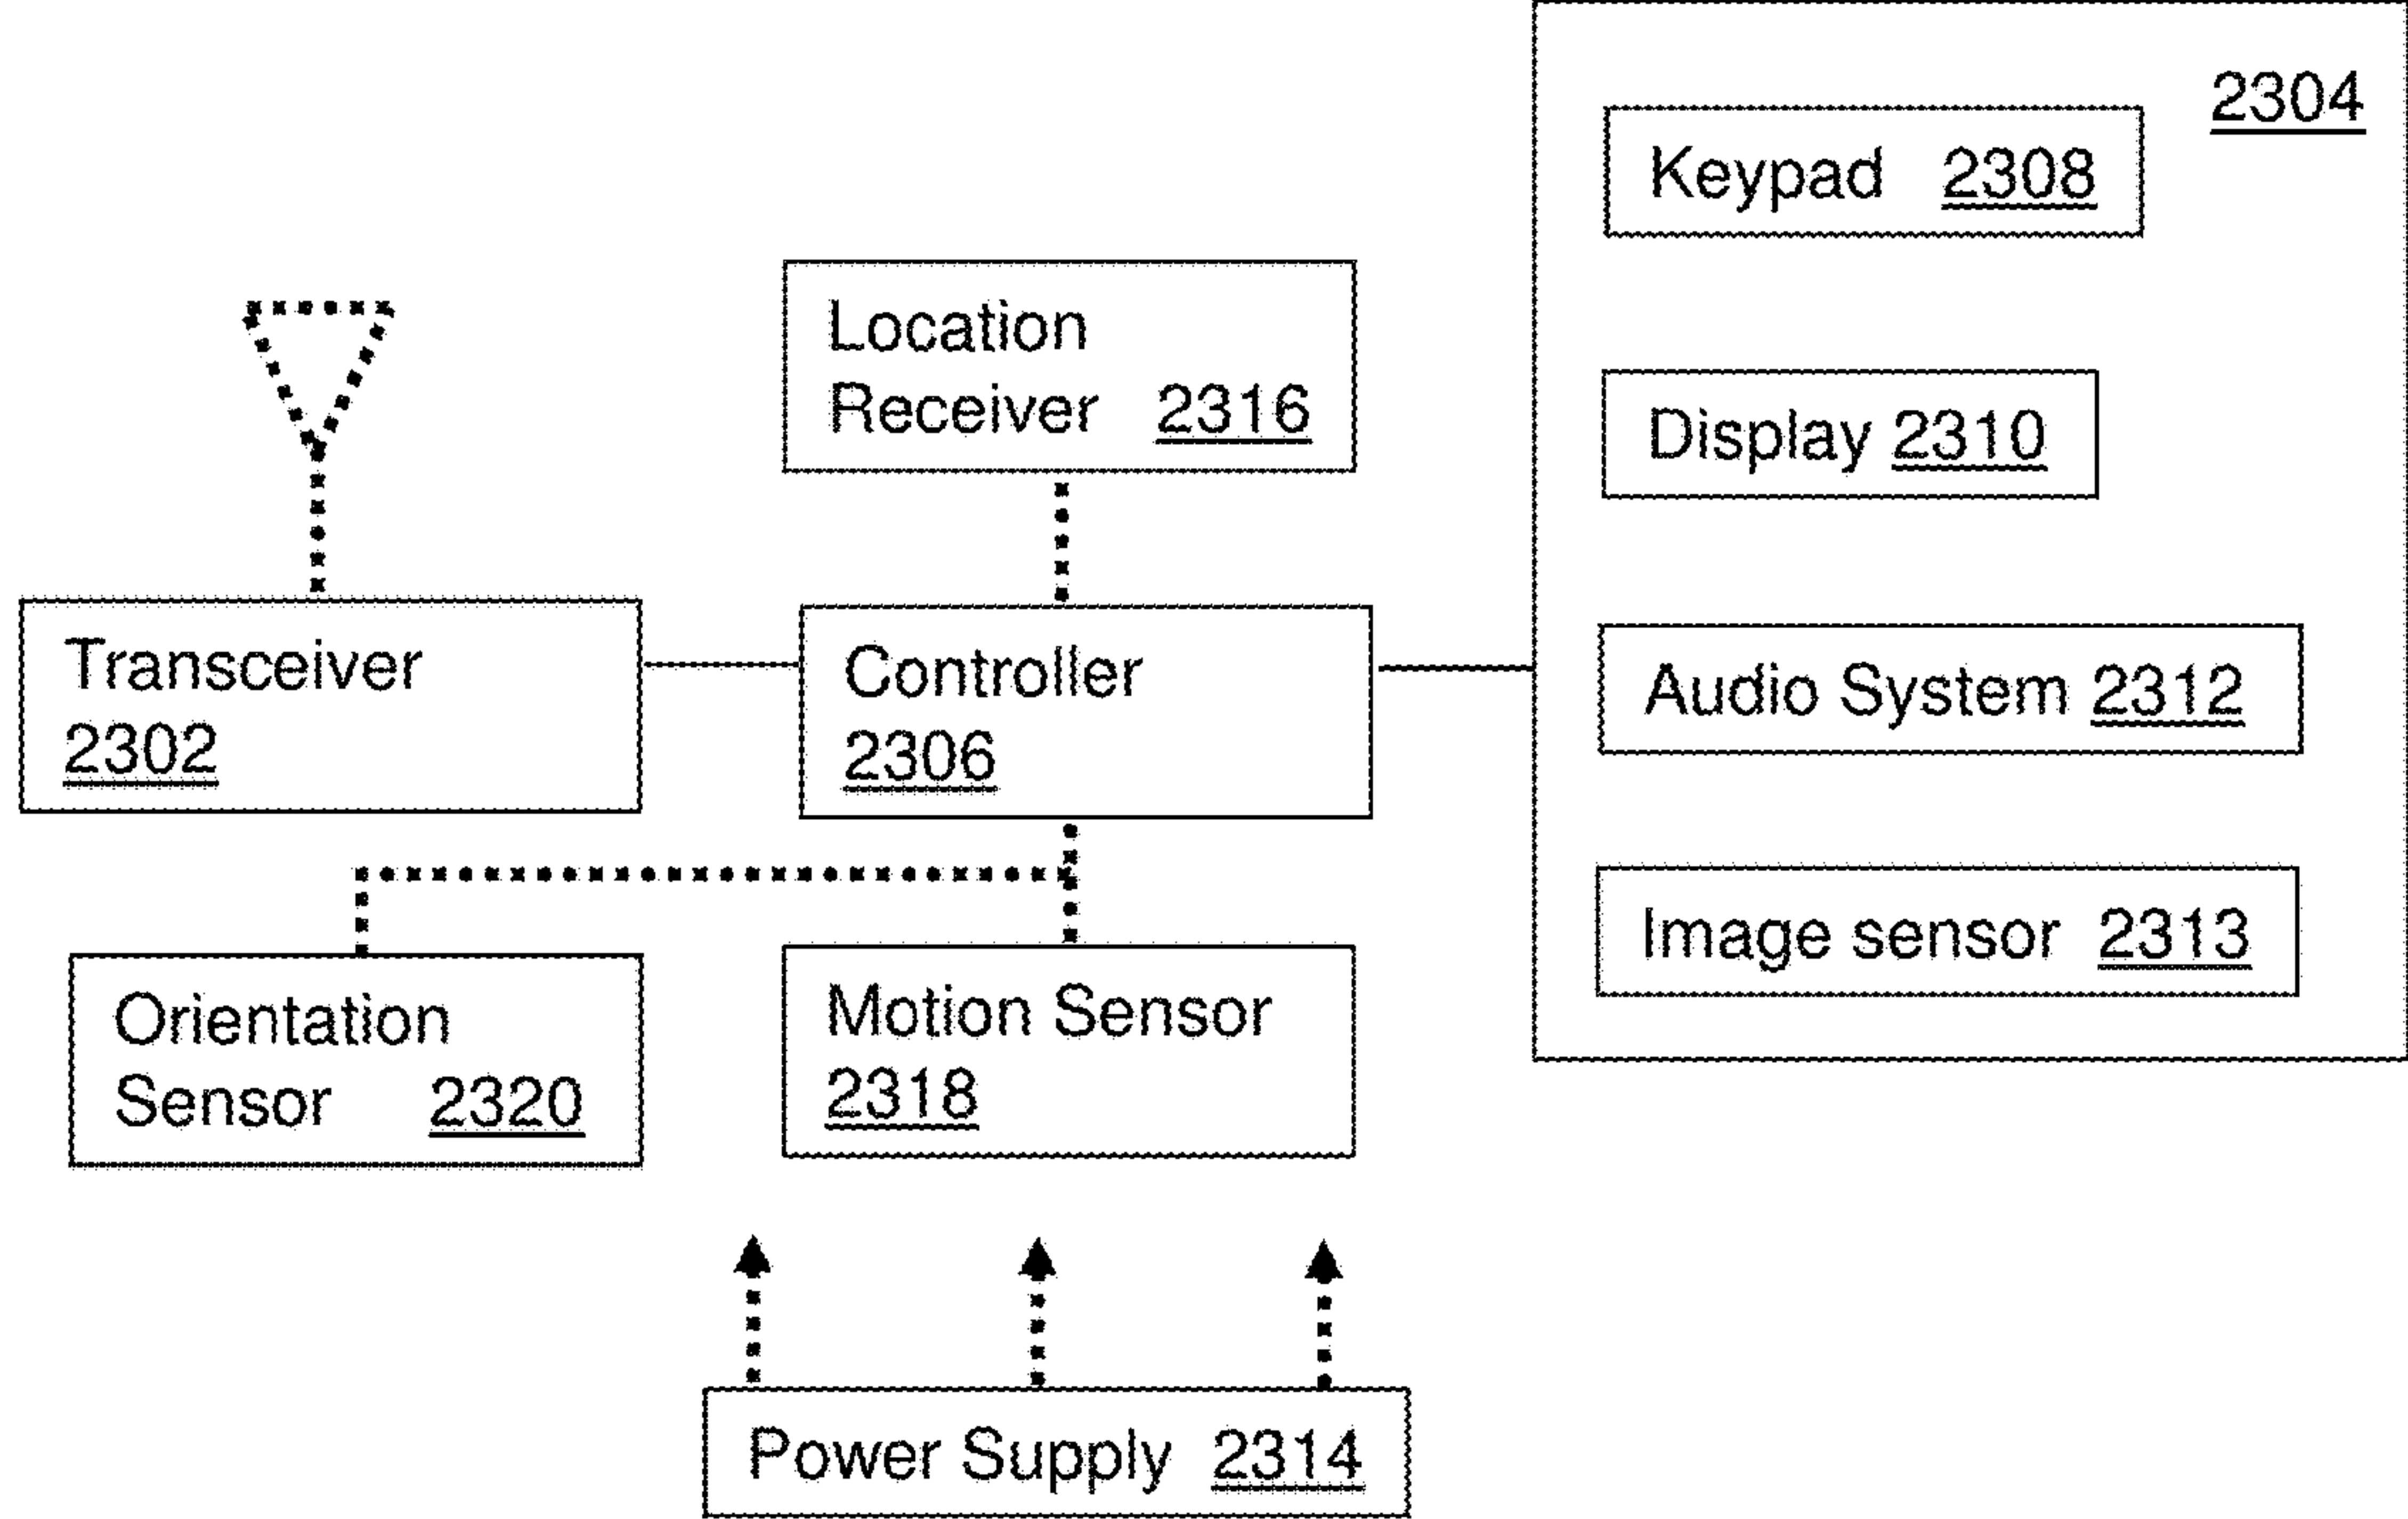 2304
Keypad 2308
Location
Receiver 2316
Display 2310
Transceiver
2302
Controller
2306
Audio System 2312
Image sensor 2313
Orientation
Sensor 2320
Motion Sensor
2318
Power Supply 2314